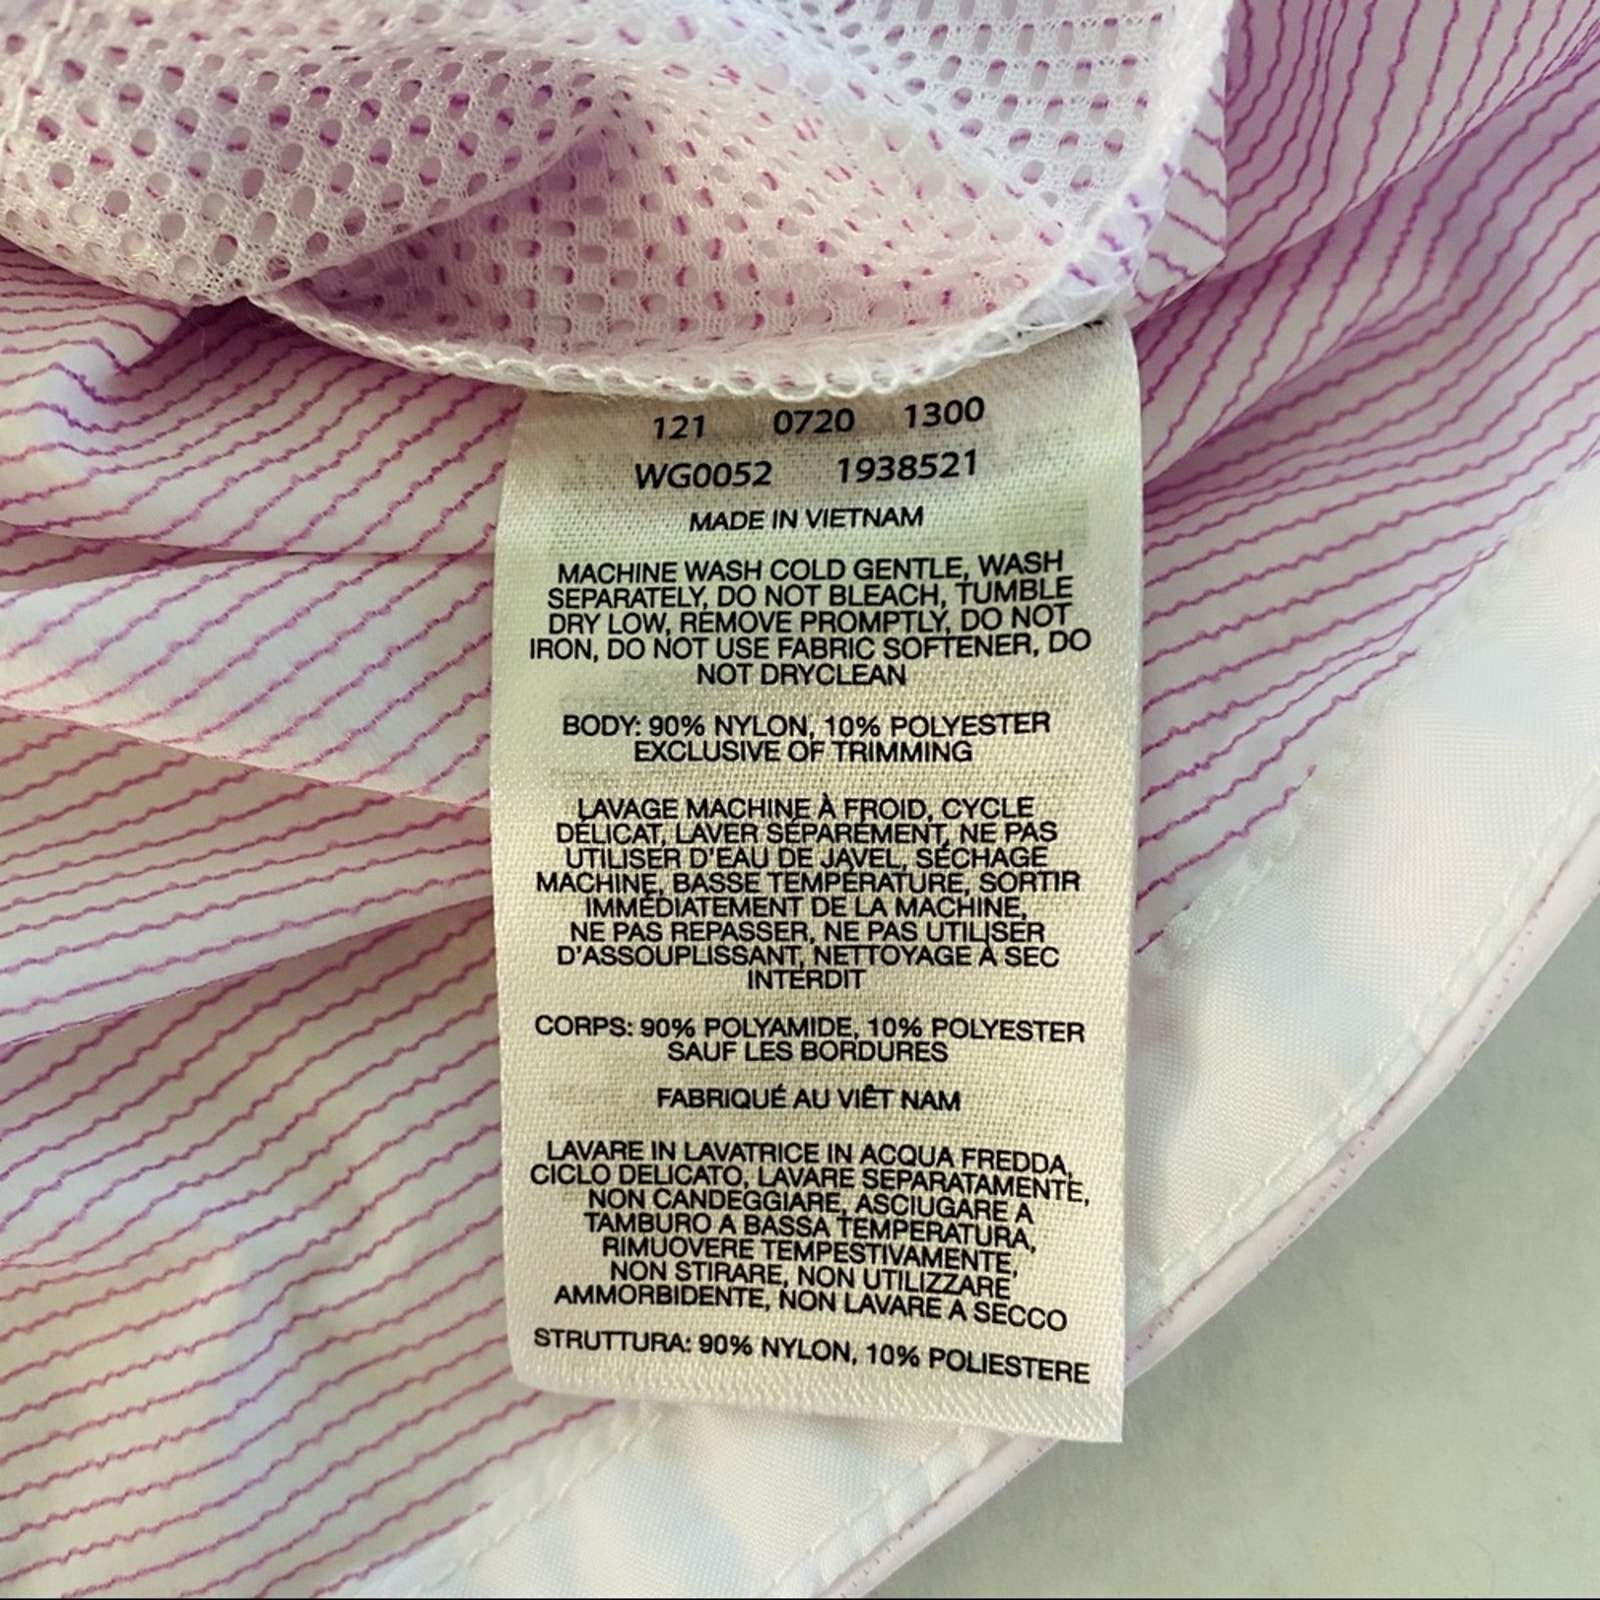 121 0720 1300
WG0052 1938521
MADE IN VIETNAM
MACHINE WASH COLD GENTLE, WASH
SEPARATELY, DO NOT BLEACH, TUMBLE
DRY LOW, REMOVE PROMPTLY, DO NOT
IRON, DO NOT USE FABRIC SOFTENER, DO
NOT DRYCLEAN
BODY: 90% NYLON, 10% POLYESTER
EXCLUSIVE OF TRIMMING
LAVAGE MACHINE À FROID, CYCLE
DÉLICAT, LAVER SÉPARÉMENT, NE PAS
UTILISER D'EAU DE JAVEL, SÉCHAGE
MACHINE, BASSE TEMPÉRATURE, SORTIR
IMMÉDIATEMENT DE LA MACHINE,
NE PAS REPASSER, NE PAS UTILISER
D'ASSOUPLISSANT, NETTOYAGE À SEC
INTERDIT
CORPS: 90% POLYAMIDE, 10% POLYESTER
SAUF LES BORDURES
FABRIQUÉ AU VIÊT NAM
LAVARE IN LAVATRICE IN ACQUA FREDDA,
CICLO DELICATO, LAVARE SEPARATAMENTE,
NON CANDEGGIARE, ASCIUGARE A
TAMBURO A BASSA TEMPERATURA,
RIMUOVERE TEMPESTIVAMENTE,
NON STIRARE, NON UTILIZZARE
AMMORBIDENTE, NON LAVARE A SECCO
STRUTTURA: 90% NYLON, 10% POLIESTERE